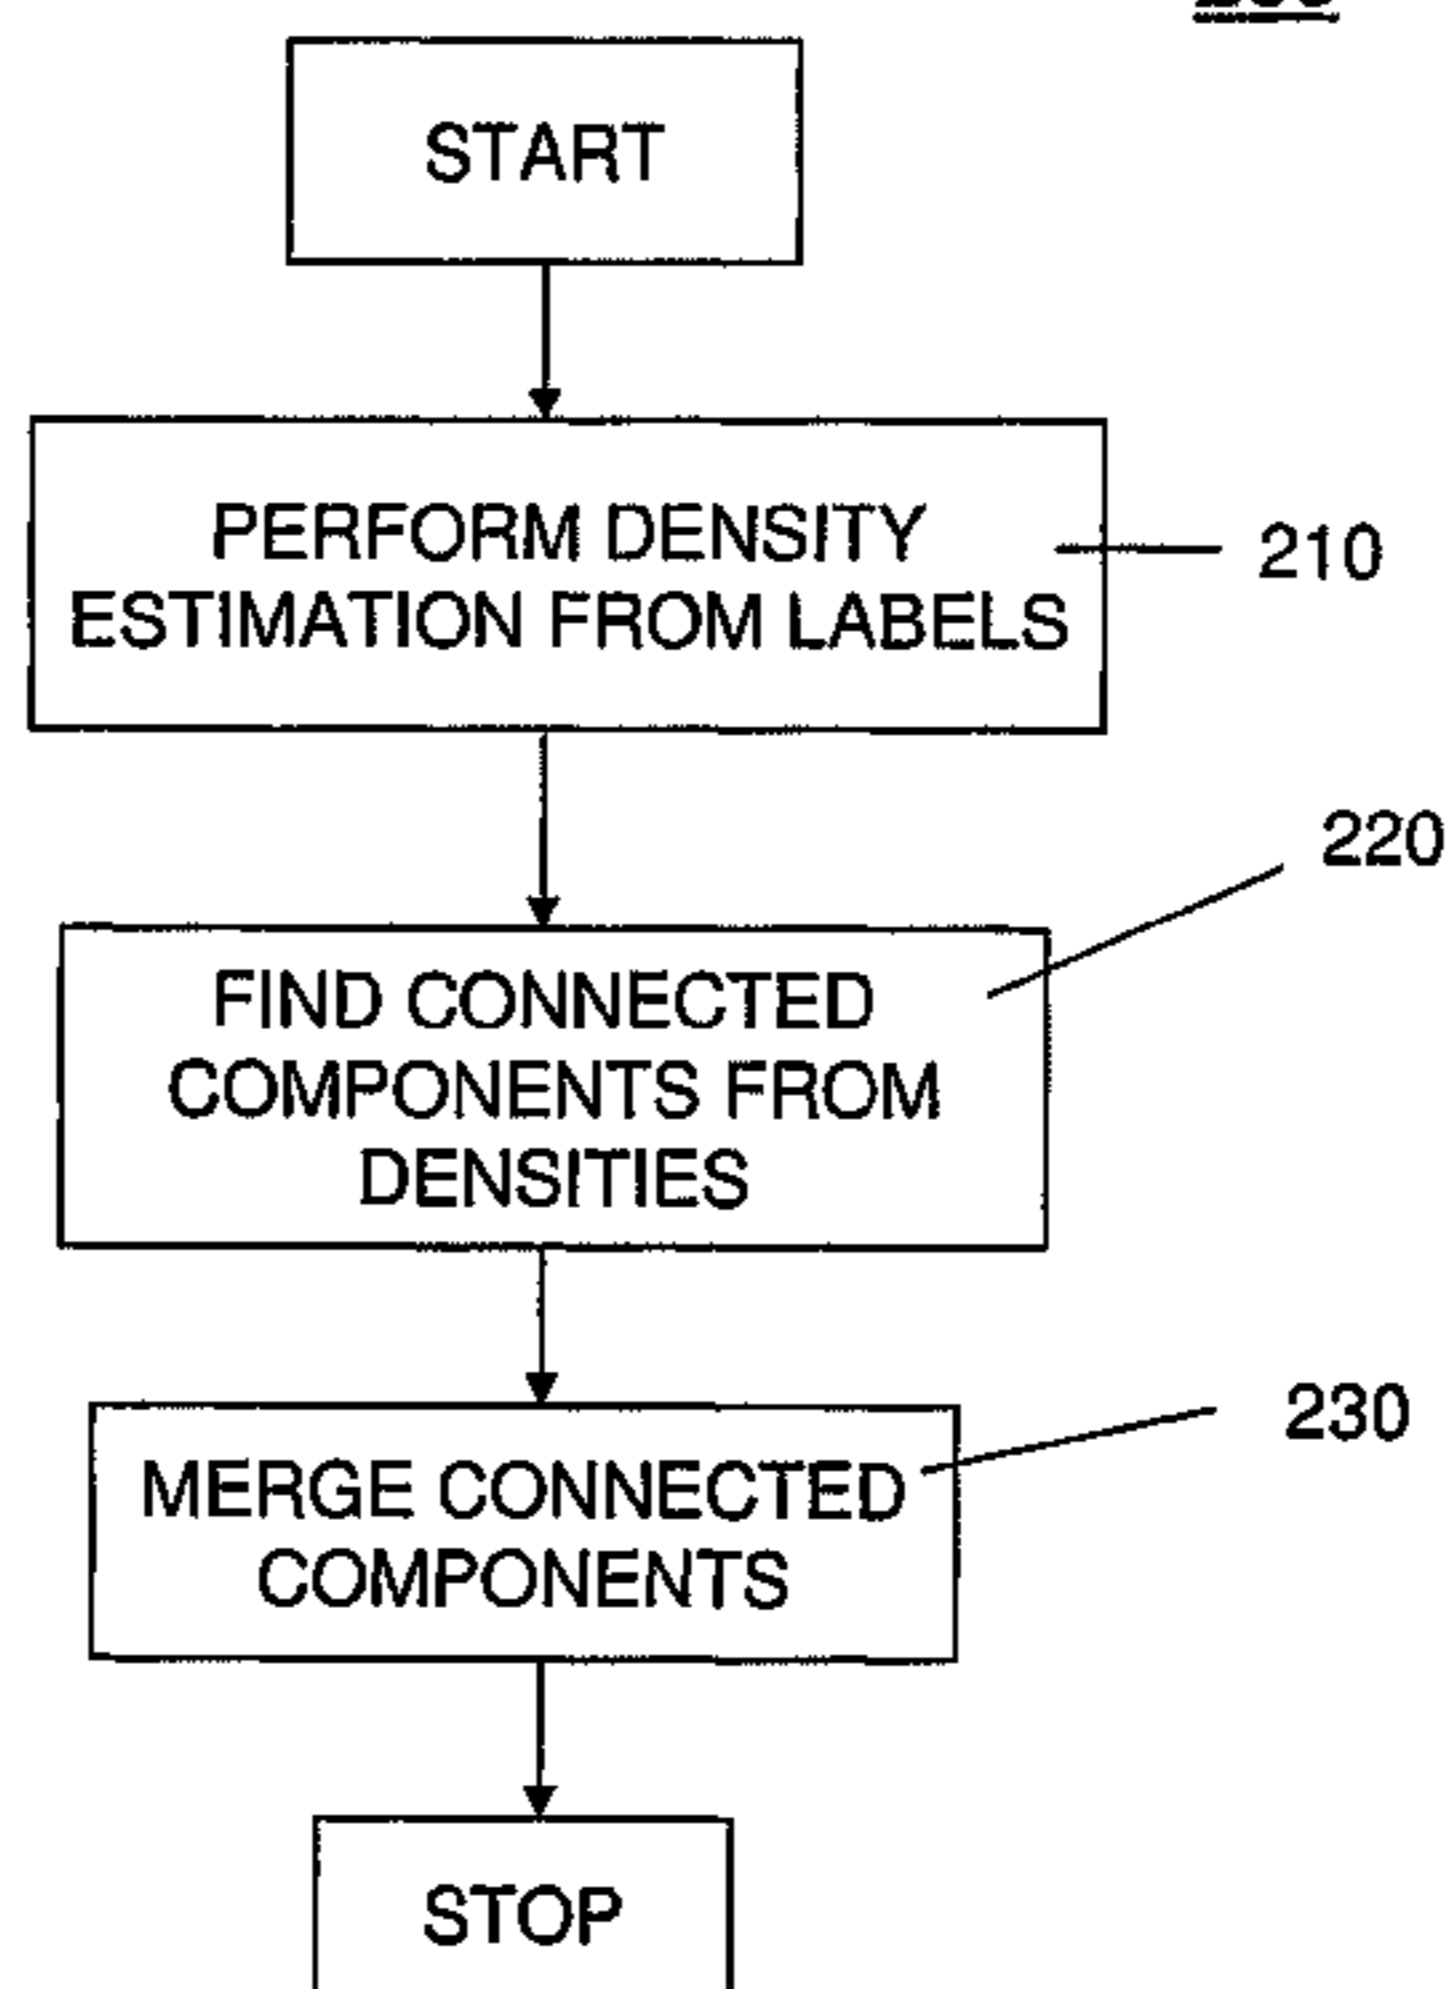 START
PERFORM DENSITY
ESTIMATION FROM LABELS
210
220
FIND CONNECTED
COMPONENTS FROM
DENSITIES
230
MERGE CONNECTED
COMPONENTS
STOP